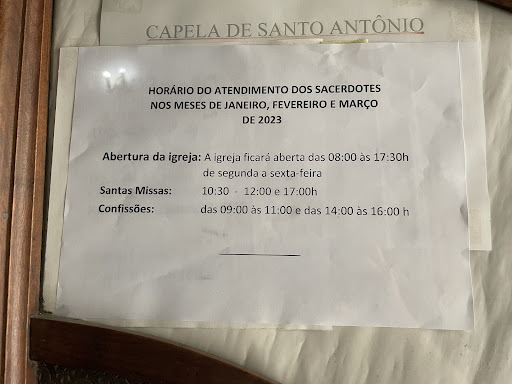 CAPELA DE SANTO ANTÔNIO
HORÁRIO DO ATENDIMENTO DOS SACERDOTES
NOS MESES DE JANEIRO, FEVEREIRO E MARÇO
DE 2023
Abertura da igreja: A igreja ficará aberta das 08:00 às 17:30h
de segunda a sexta-feira
Santas Missas: 10:30 - 12:00 e 17:00h
Confissões: das 09:00 às 11:00 e das 14:00 às 16:00 h